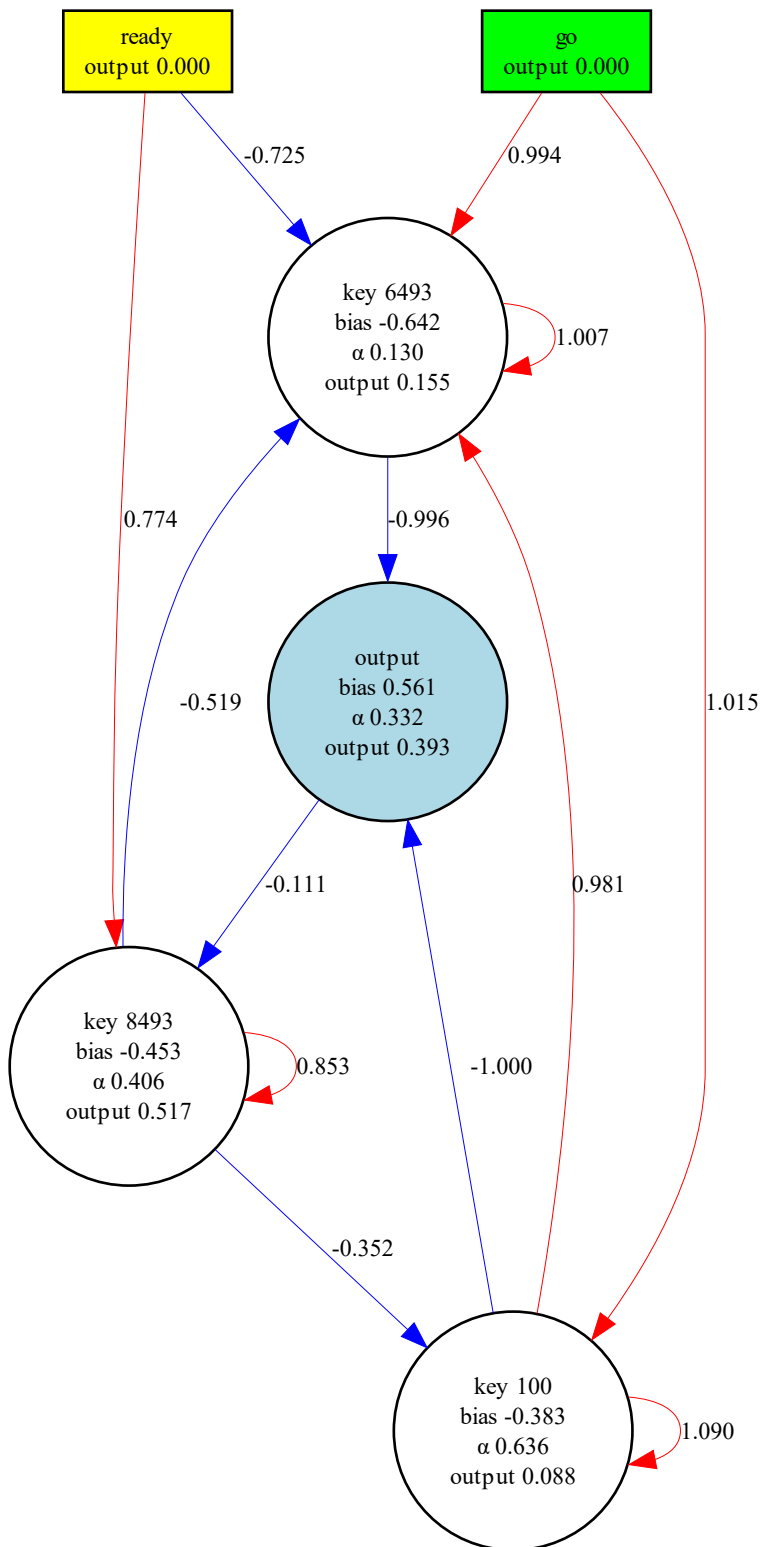 ready
output 0.000
go
output 0.000
-0.725
0.994
key 6493
bias -0.642
α 0.130
output 0.155
1.007
0.774
-0.996
-0.519
output
bias 0.561
α 0.332
output 0.393
1.015
-0.111
0.981
key 8493
bias -0.453
α 0.406
output 0.517
0.853
-1.000
-0.352
key 100
bias -0.383
α 0.636
output 0.088
1.090